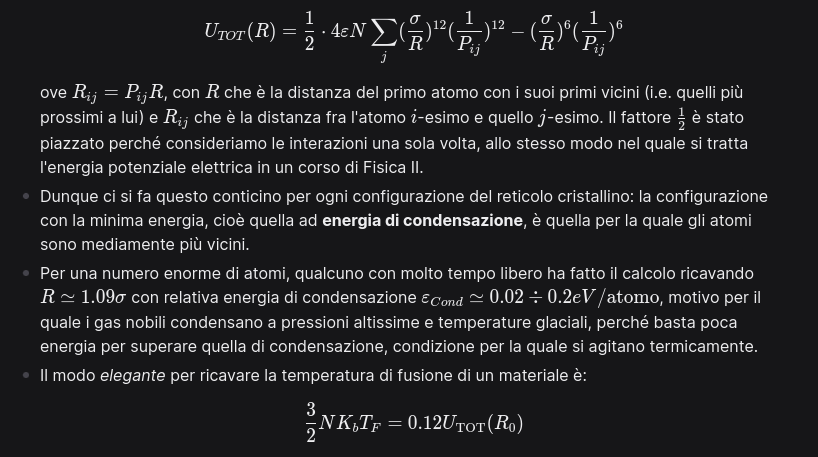 U_{TOT}(R) = \frac{1}{2} \cdot 4\varepsilon N \sum_j (\frac{\sigma}{R})^{12} (\frac{1}{P_{ij}})^{12} - (\frac{\sigma}{R})^6 (\frac{1}{P_{ij}})^6
ove R_{ij} = P_{ij}R, con R che è la distanza del primo atomo con i suoi primi vicini (i.e. quelli più
prossimi a lui) e R_{ij} che è la distanza fra l'atomo i-esimo e quello j-esimo. Il fattore \frac{1}{2} è stato
piazzato perché consideriamo le interazioni una sola volta, allo stesso modo nel quale si tratta
l'energia potenziale elettrica in un corso di Fisica II.
• Dunque ci si fa questo conticino per ogni configurazione del reticolo cristallino: la configurazione
con la minima energia, cioè quella ad energia di condensazione, è quella per la quale gli atomi
sono mediamente più vicini.
• Per una numero enorme di atomi, qualcuno con molto tempo libero ha fatto il calcolo ricavando
R ≃ 1.09σ con relativa energia di condensazione ε_{Cond} ≃ 0.02 ÷ 0.2eV/atomo, motivo per il
quale i gas nobili condensano a pressioni altissime e temperature glaciali, perché basta poca
energia per superare quella di condensazione, condizione per la quale si agitano termicamente.
• Il modo elegante per ricavare la temperatura di fusione di un materiale è:
\frac{3}{2} N K_b T_F = 0.12 U_{TOT}(R_0)